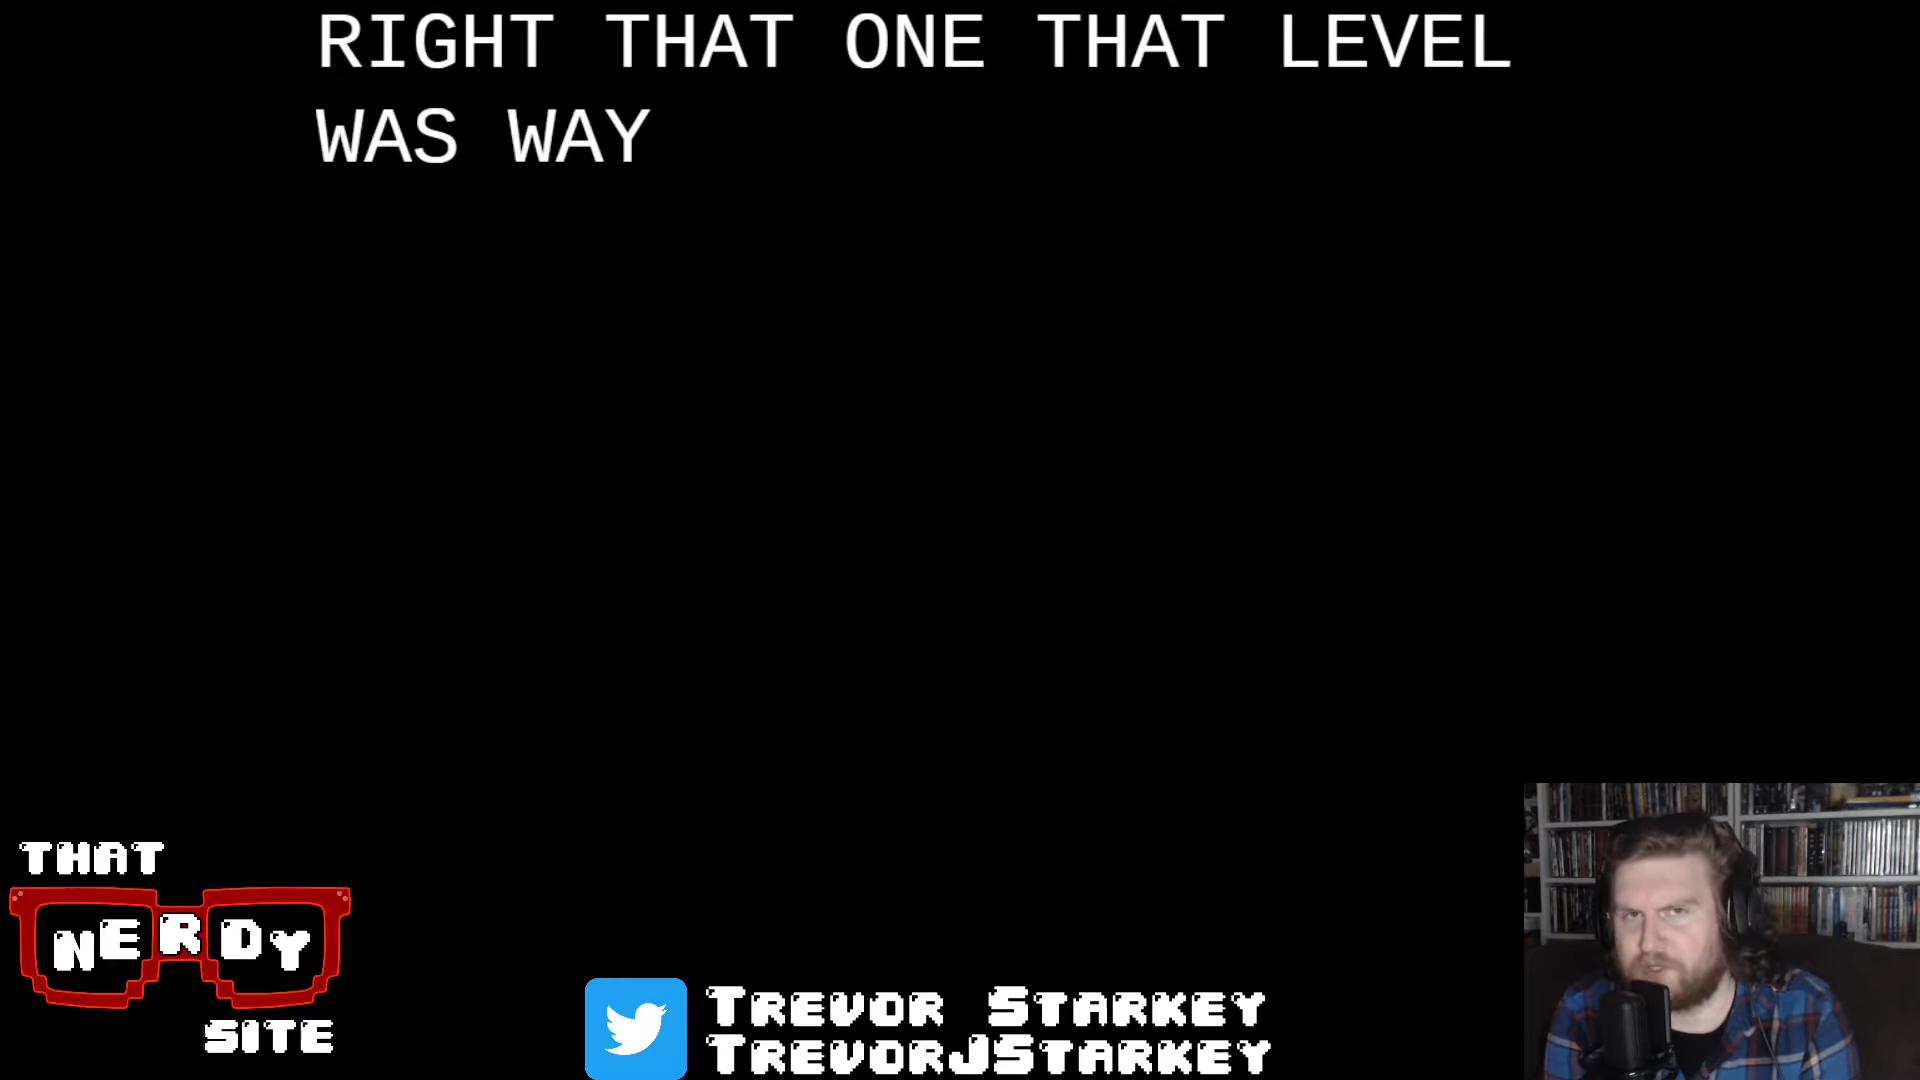 RIGHT THAT ONE THAT LEVEL
WAS WAY
THAT
NERDY
SITE
TREVOR STARKEY
TREVORJSTARKEY